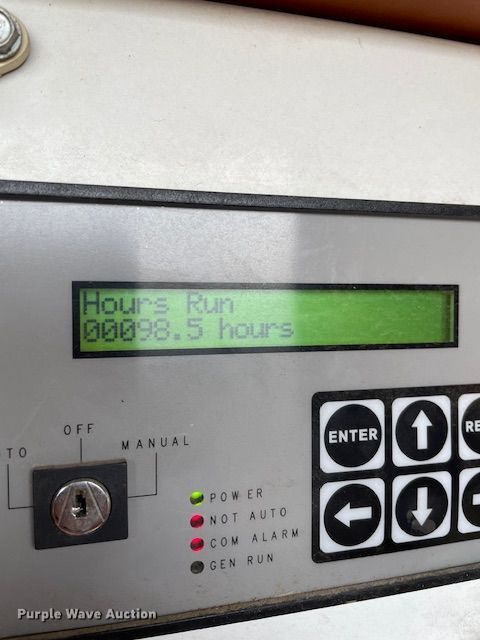 Hours Run
00098.5 hours
OFF
TO
MANUAL
ENTER
RE
POWER
NOT AUTO
COM ALARM
GEN RUN
Purple Wave Auction